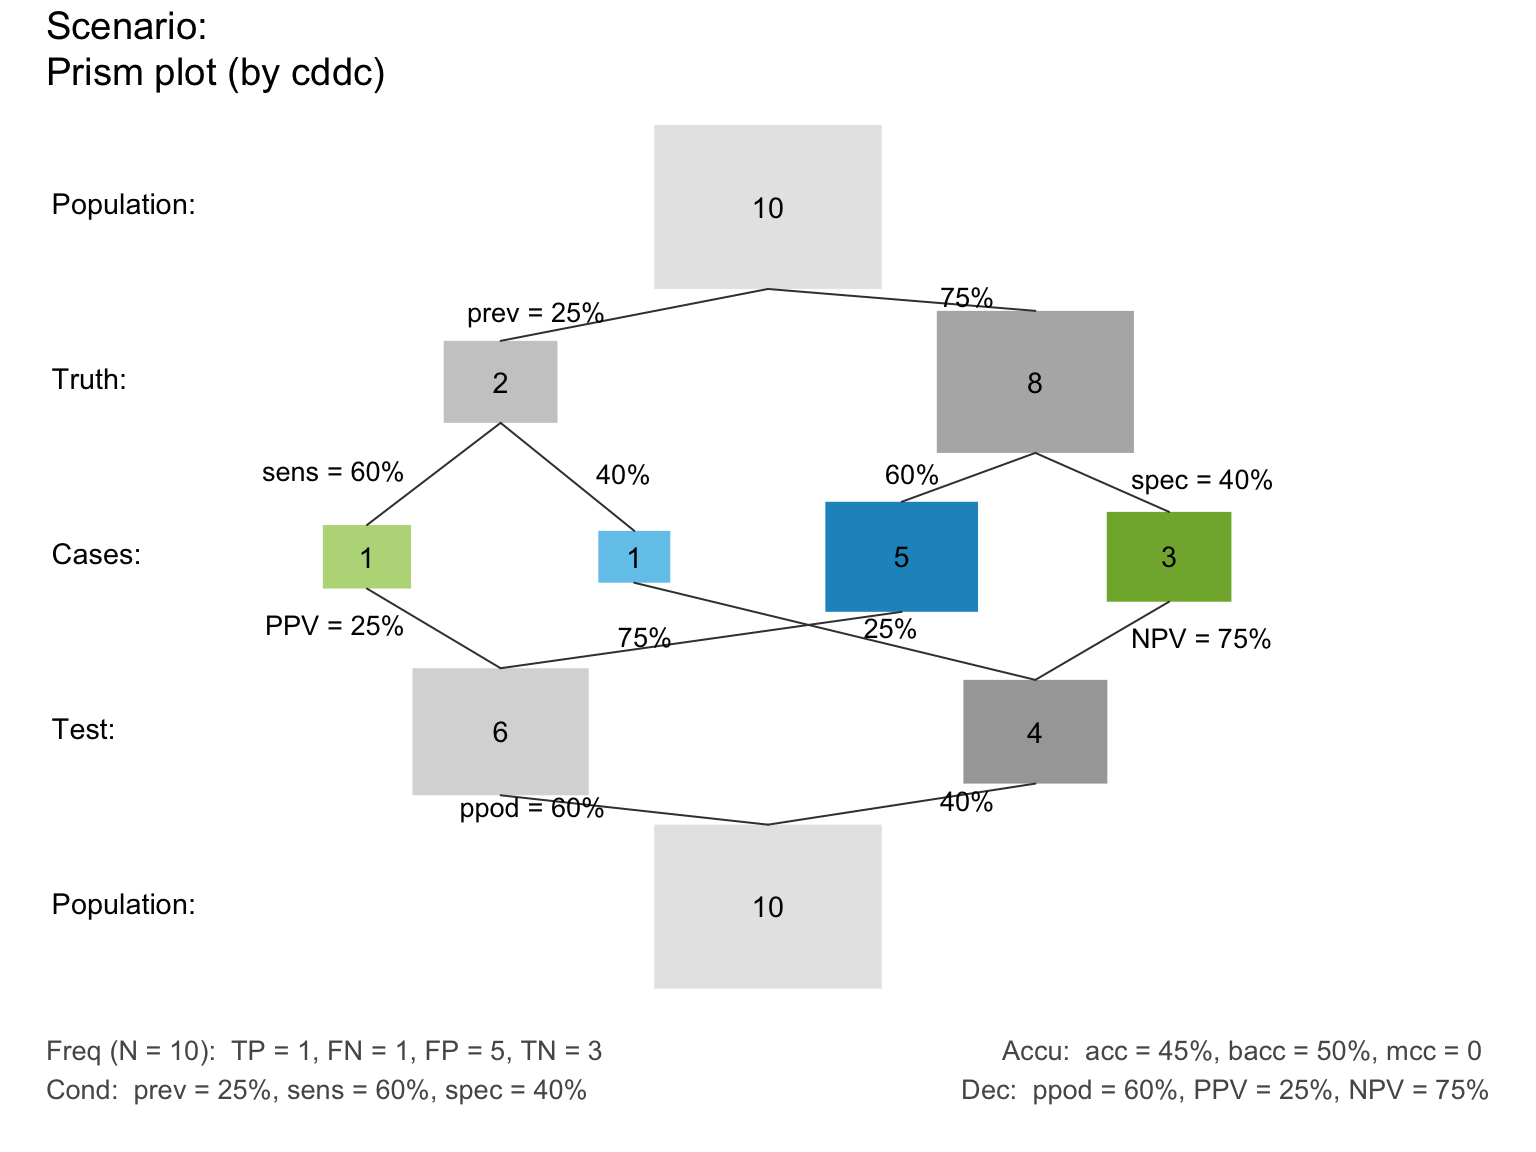 Scenario:
Prism plot (by cddc)
Population:
10
prev = 25%
75%
Truth:
2
8
sens = 60%
40%
60%
spec = 40%
Cases:
1
1
5
3
PPV = 25%
75%
25%
NPV = 75%
Test:
6
4
ppod = 60%
40%
Population:
10
Freq (N = 10):  TP = 1, FN = 1, FP = 5, TN = 3
Accu:  acc = 45%, bacc = 50%, mcc = 0
Cond:  prev = 25%, sens = 60%, spec = 40%
Dec:  ppod = 60%, PPV = 25%, NPV = 75%